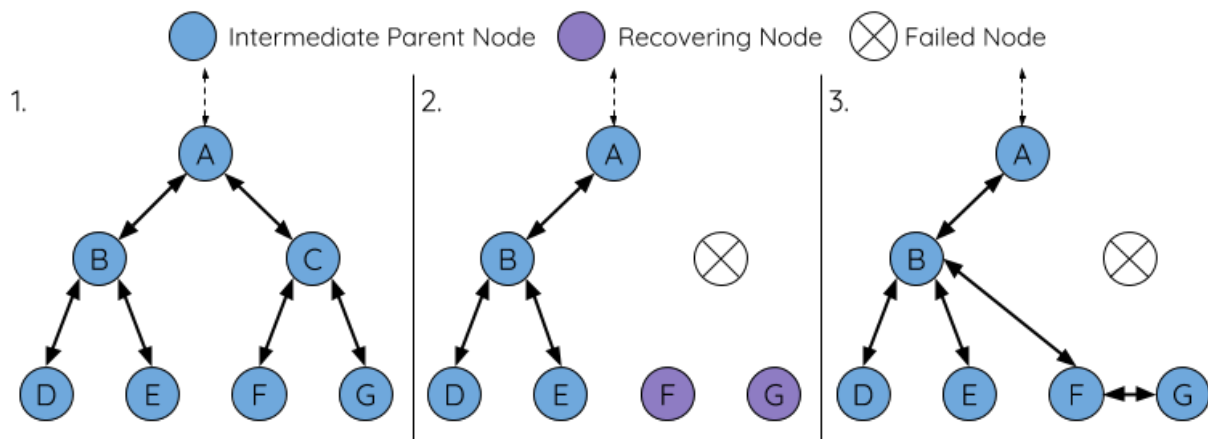 Intermediate Parent Node Recovering Node Failed Node
1. 2. 3.
A A A
B C B B
D E F G D E F G D E F G